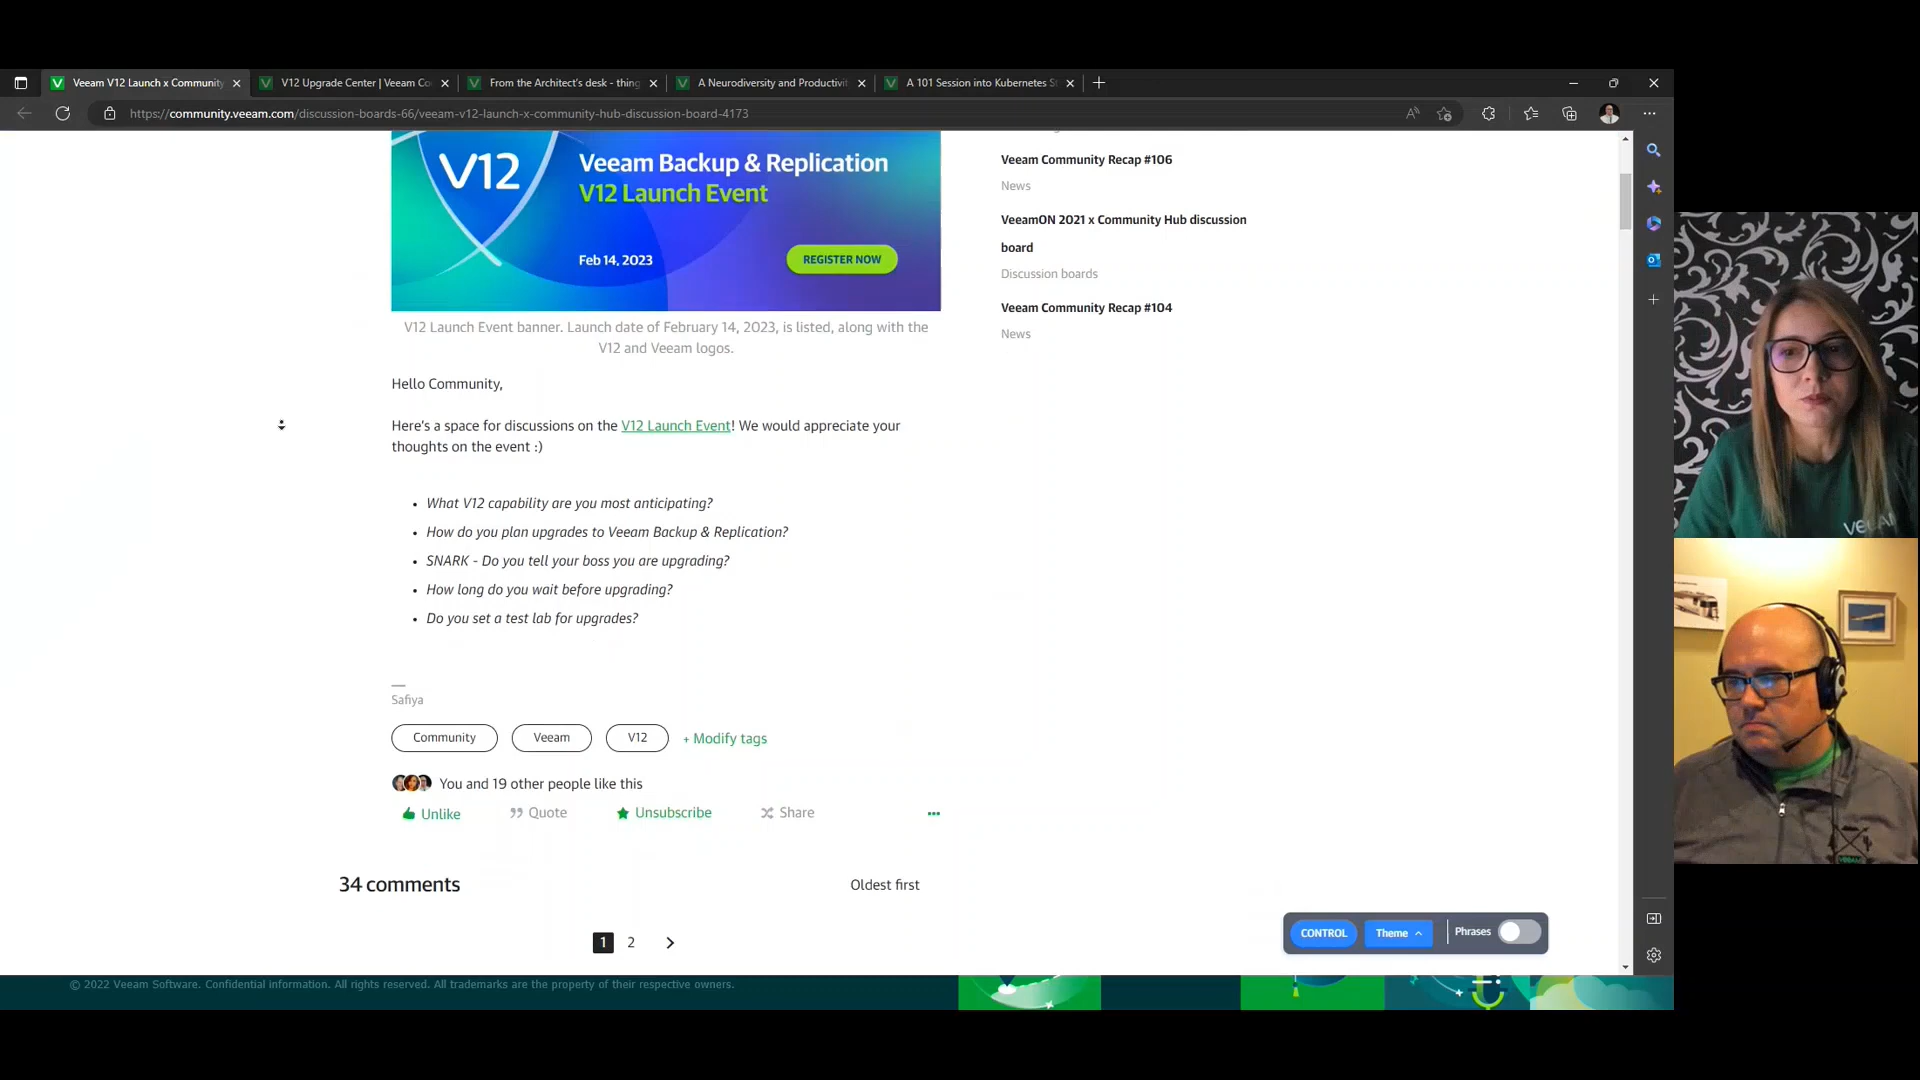 Veeam V12 Launch x Community
V12 Upgrade Center | Veeam Co
From the Architect's desk - thing
A Neurodiversity and Productivit
A 101 Session into Kubernetes S
https://community.veeam.com/discussion-boards-66/veeam-v12-launch-x-community-hub-discussion-board-4173
V12
Veeam Backup & Replication
V12 Launch Event
Feb 14, 2023
REGISTER NOW
V12 Launch Event banner. Launch date of February 14, 2023, is listed, along with the
V12 and Veeam logos.
Hello Community,
Here's a space for discussions on the V12 Launch Event! We would appreciate your
thoughts on the event :)
• What V12 capability are you most anticipating?
• How do you plan upgrades to Veeam Backup & Replication?
• SNARK - Do you tell your boss you are upgrading?
• How long do you wait before upgrading?
• Do you set a test lab for upgrades?
Safiya
Community
Veeam
V12
+ Modify tags
You and 19 other people like this
Unlike
Quote
Unsubscribe
Share
34 comments
Oldest first
1 2
Veeam Community Recap #106
News
VeeamON 2021 x Community Hub discussion
board
Discussion boards
Veeam Community Recap #104
News
CONTROL
Theme
Phrases
© 2022 Veeam Software. Confidential information. All rights reserved. All trademarks are the property of their respective owners.
VEEAM
VEEAM